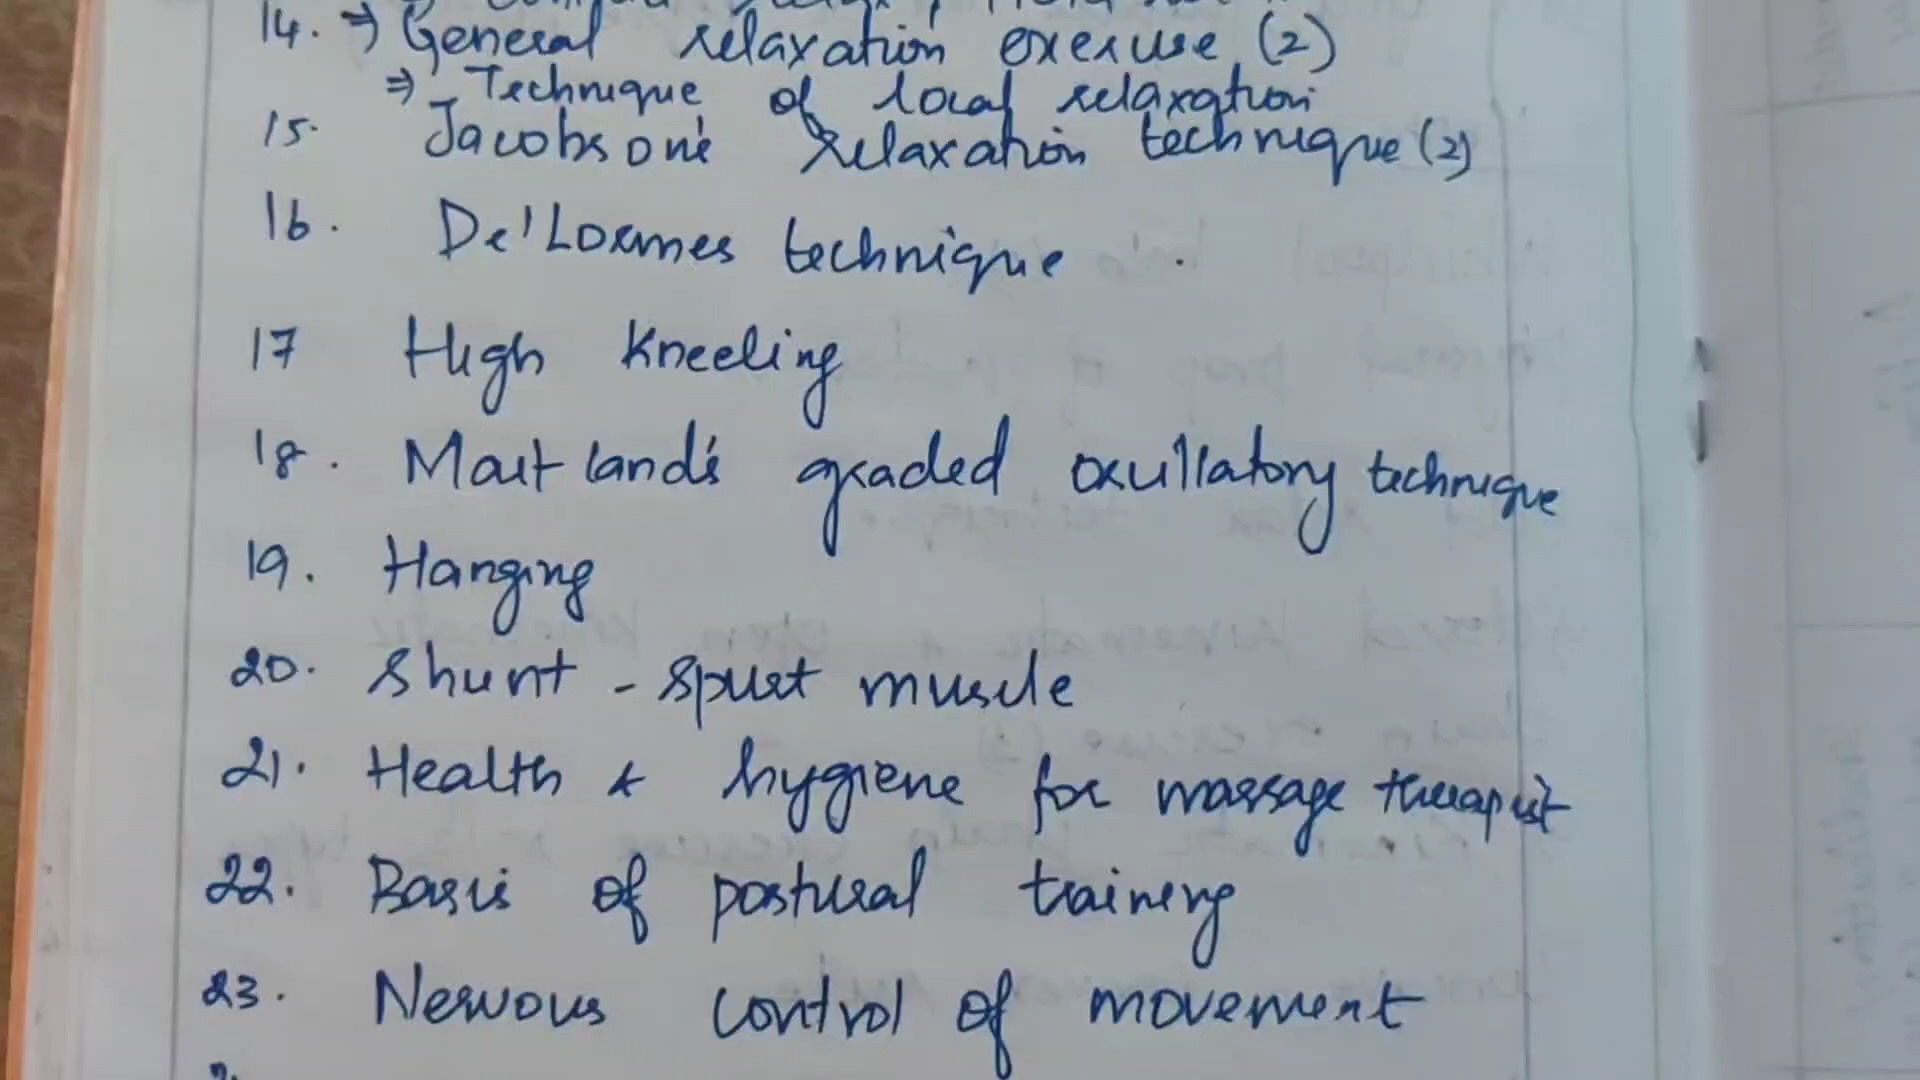 14. ⇒ General relaxation exercise (2)
⇒ Technique of local relaxation
15. Jacobson's relaxation technique (2)
16. De'Lormes technique
17 High Kneeling
18. Maitland's graded oscillatory technique
19. Hanging
20. Shunt - Spurt muscle
21. Health & hygiene for massage therapist
22. Basis of postural training
23. Nervous control of movement